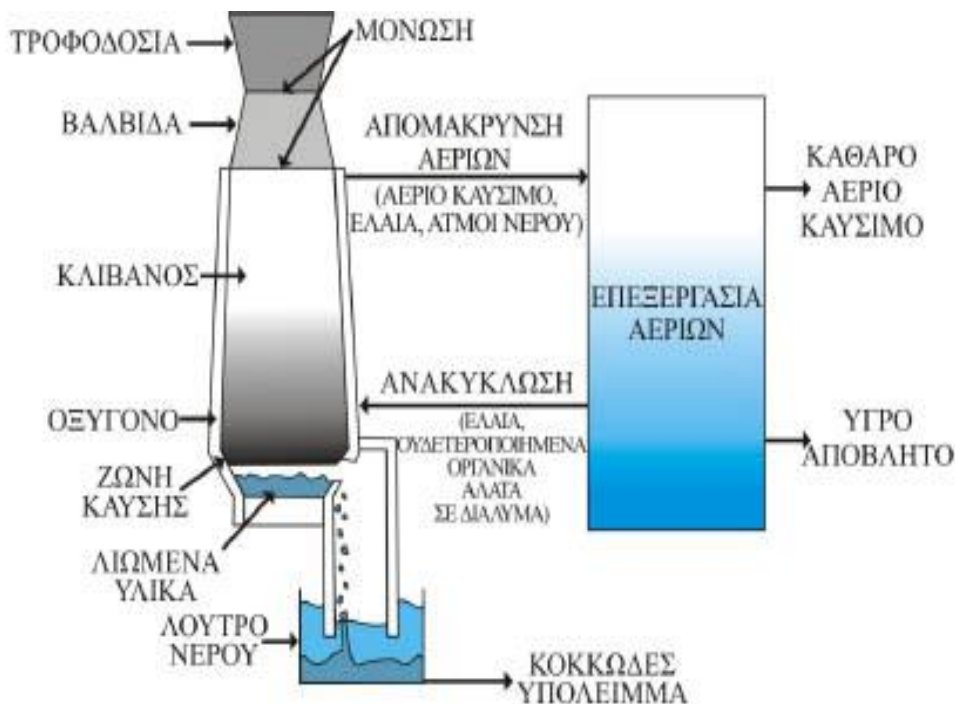 ΤΡΟΦΟΔΟΣΙΑ
ΜΟΝΩΣΗ
ΒΑΛΒΙΔΑ
ΑΠΟΜΑΚΡΥΝΣΗ
ΑΕΡΙΩΝ
(ΑΕΡΙΟ ΚΑΥΣΙΜΟ,
ΕΛΑΙΑ, ΑΤΜΟΙ ΝΕΡΟΥ)
ΚΑΘΑΡΟ
ΑΕΡΙΟ
ΚΑΥΣΙΜΟ
ΚΛΙΒΑΝΟΣ
ΕΠΕΞΕΡΓΑΣΙΑ
ΑΕΡΙΩΝ
ΑΝΑΚΥΚΛΩΣΗ
(ΕΛΑΙΑ,
ΟΥΔΕΤΕΡΟΠΟΙΗΜΕΝΑ
ΟΡΓΑΝΙΚΑ
ΑΛΑΤΑ
ΣΕ ΔΙΑΛΥΜΑ)
ΟΞΥΓΟΝΟ
ΥΓΡΟ
ΑΠΟΒΛΗΤΟ
ΖΩΝΗ
ΚΑΥΣΗΣ
ΛΙΩΜΕΝΑ
ΥΛΙΚΑ
ΛΟΥΤΡΟ
ΝΕΡΟΥ
ΚΟΚΚΩΔΕΣ
ΥΠΟΛΕΙΜΜΑ